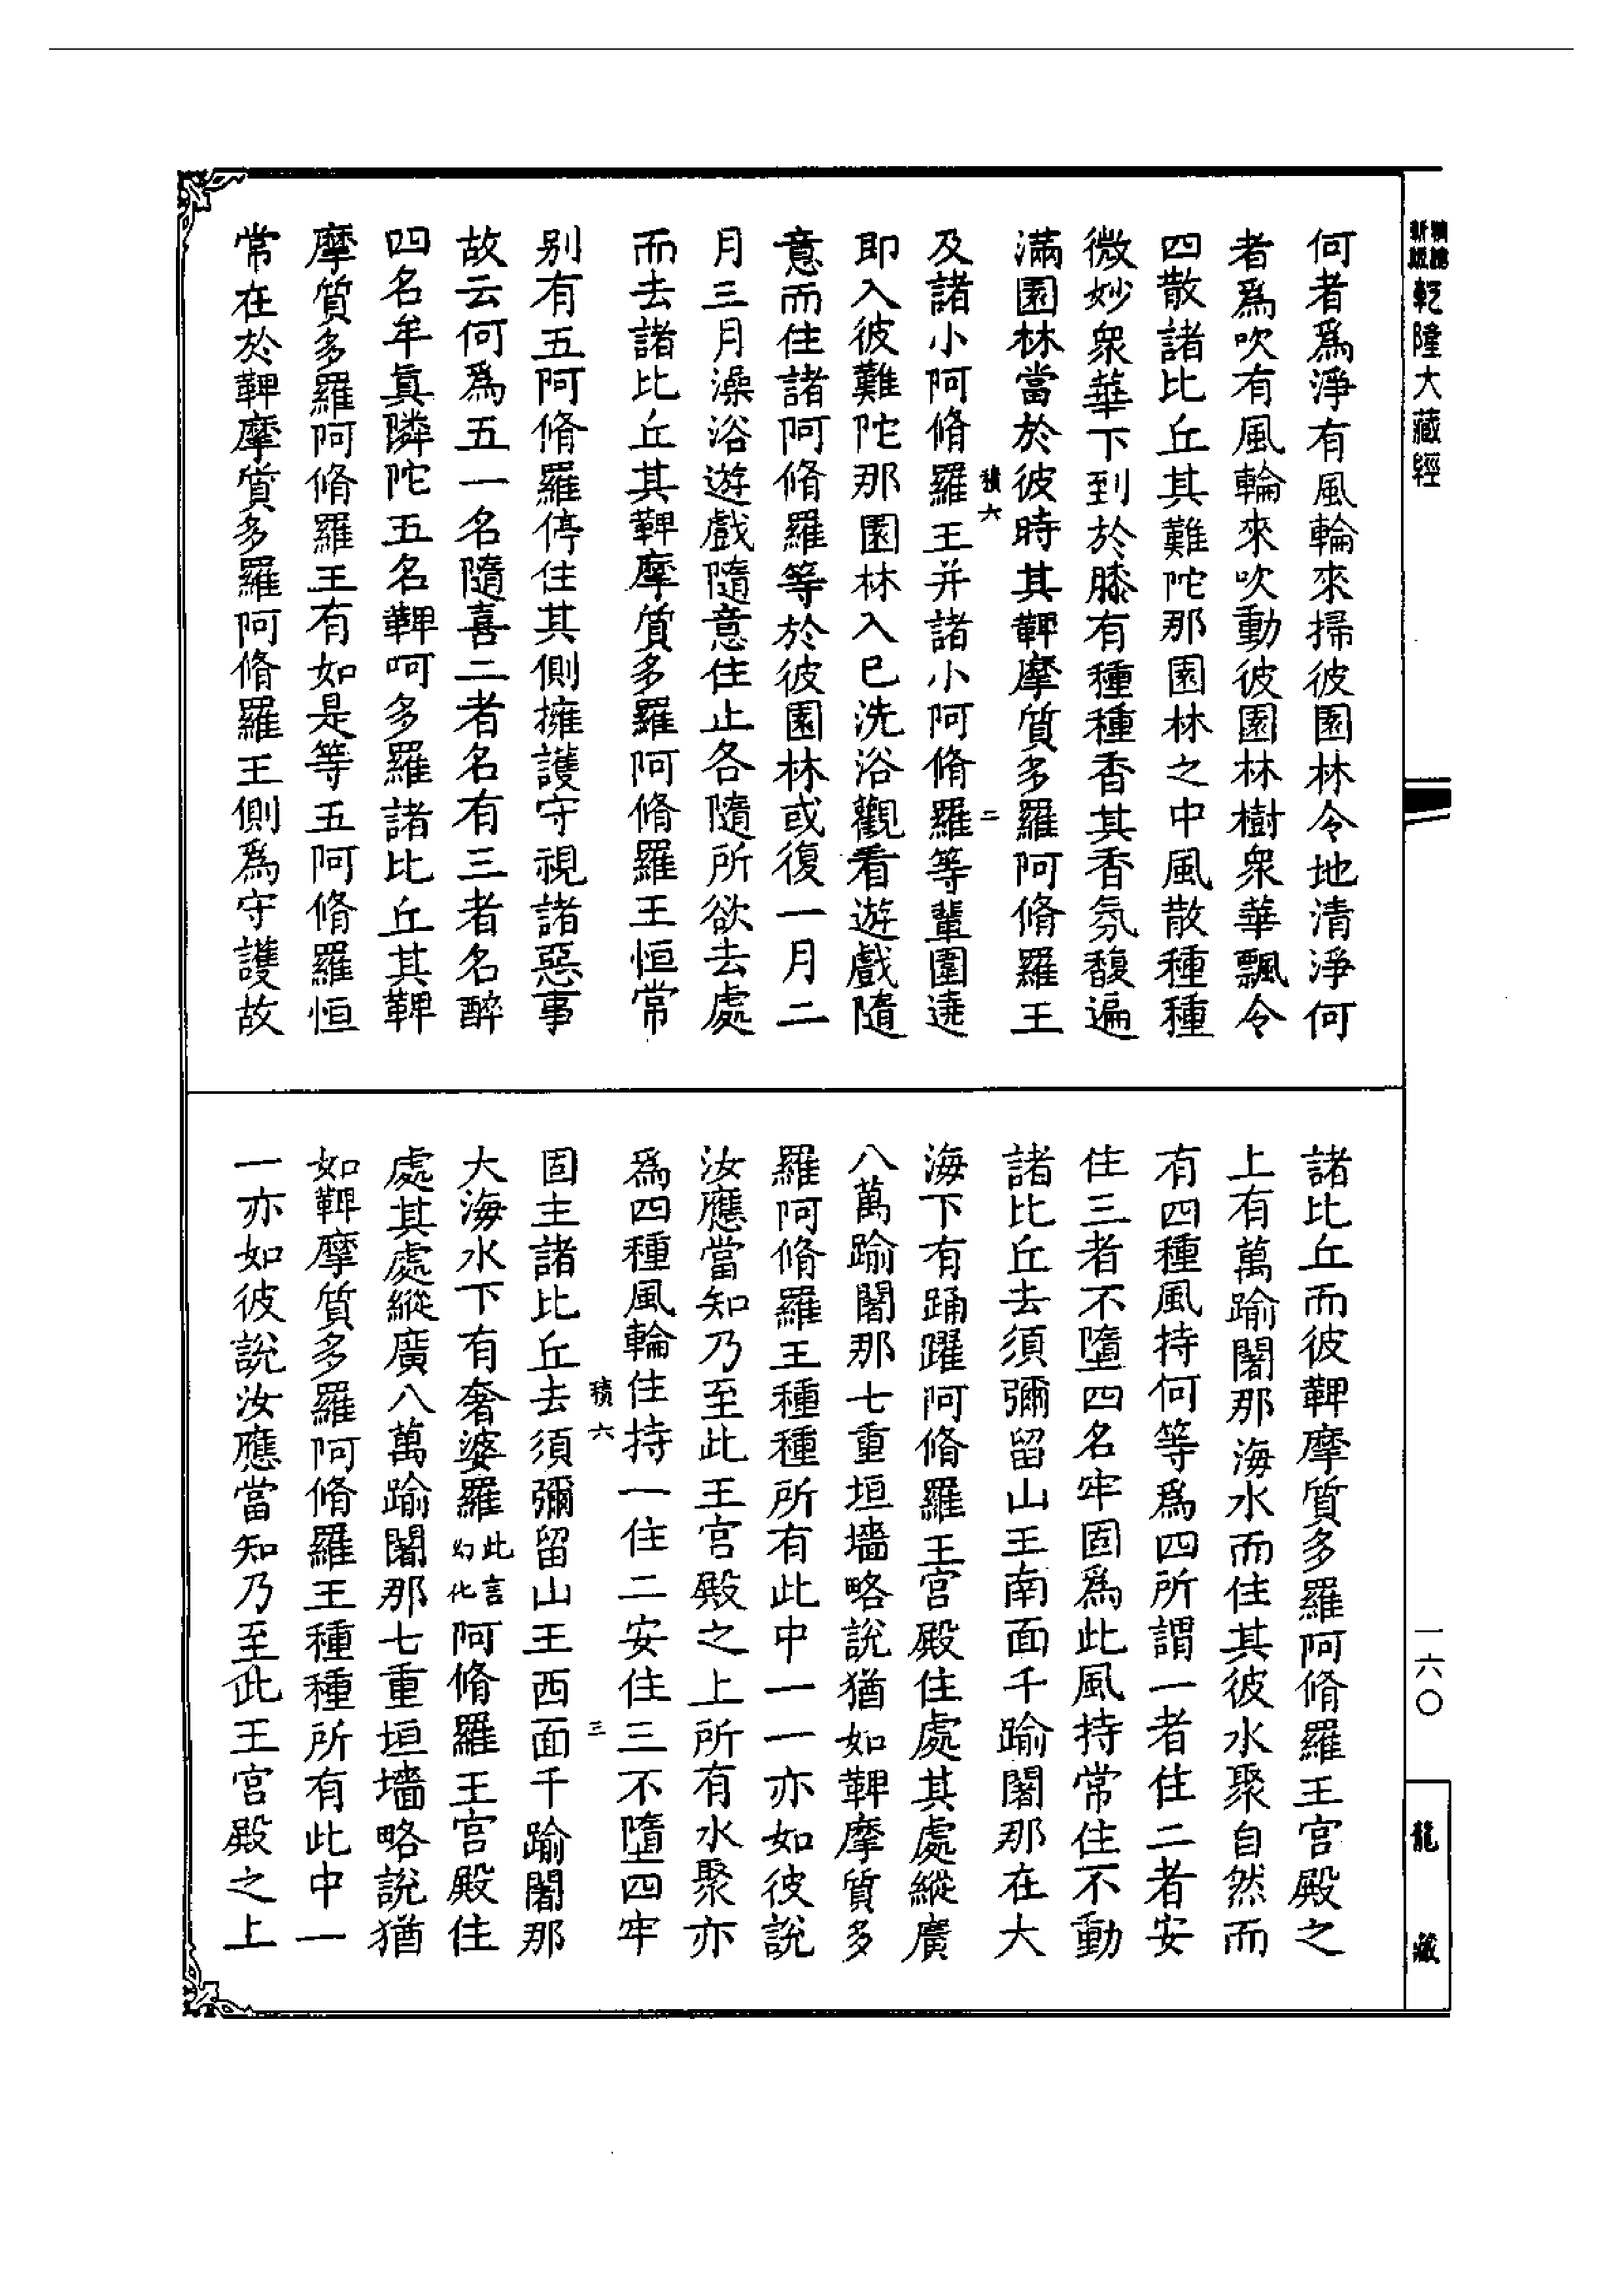 乾隆大藏經
何者爲淨有風輪來掃彼園林令地清淨何
者爲吹有風輪來吹動彼園林樹衆華飄令
四散諸比丘其難陀那園林之中風散種種
微妙衆華下到於膝有種種香其香氛馥遍
滿園林當於彼時其鞞摩質多羅阿脩羅王
積六 二
及諸小阿脩羅王并諸小阿脩羅等輩圍遶
即入彼難陀那園林入已洗浴觀看遊戲隨
意而住諸阿脩羅等於彼園林或復一月二
月三月澡浴遊戲隨意住止各隨所欲去處
而去諸比丘其鞞摩質多羅阿脩羅王恒常
別有五阿脩羅停住其側擁護守視諸惡事
故云何爲五一名隨喜二者名有三者名醉
四名牟真隣陀五名鞞呵多羅諸比丘其鞞
摩質多羅阿脩羅王有如是等五阿脩羅恒
常在於鞞摩質多羅阿脩羅王側爲守護故
諸比丘而彼鞞摩質多羅阿脩羅王宮殿之
上有萬踰闍那海水而住其彼水聚自然而
有四種風持何等爲四所謂一者住二者安
住三者不墮四名牢固爲此風持常住不動
諸比丘去須彌留山王南面千踰闍那在大
海下有踊躍阿脩羅王宮殿住處其處縱廣
八萬踰闍那七重垣墻略說猶如鞞摩質多
羅阿脩羅王種種所有此中一一亦如彼說
汝應當知乃至此王宮殿之上所有水聚亦
爲四種風輪住持一住二安住三不墮四牢
積六 三
固主諸比丘去須彌留山王西面千踰闍那
大海水下有奢婆羅此言幻化阿脩羅王宮殿住
處其處縱廣八萬踰闍那七重垣墻略說猶
如鞞摩質多羅阿脩羅王種種所有此中一
一亦如彼說汝應當知乃至此王宮殿之上
一六〇
龍藏